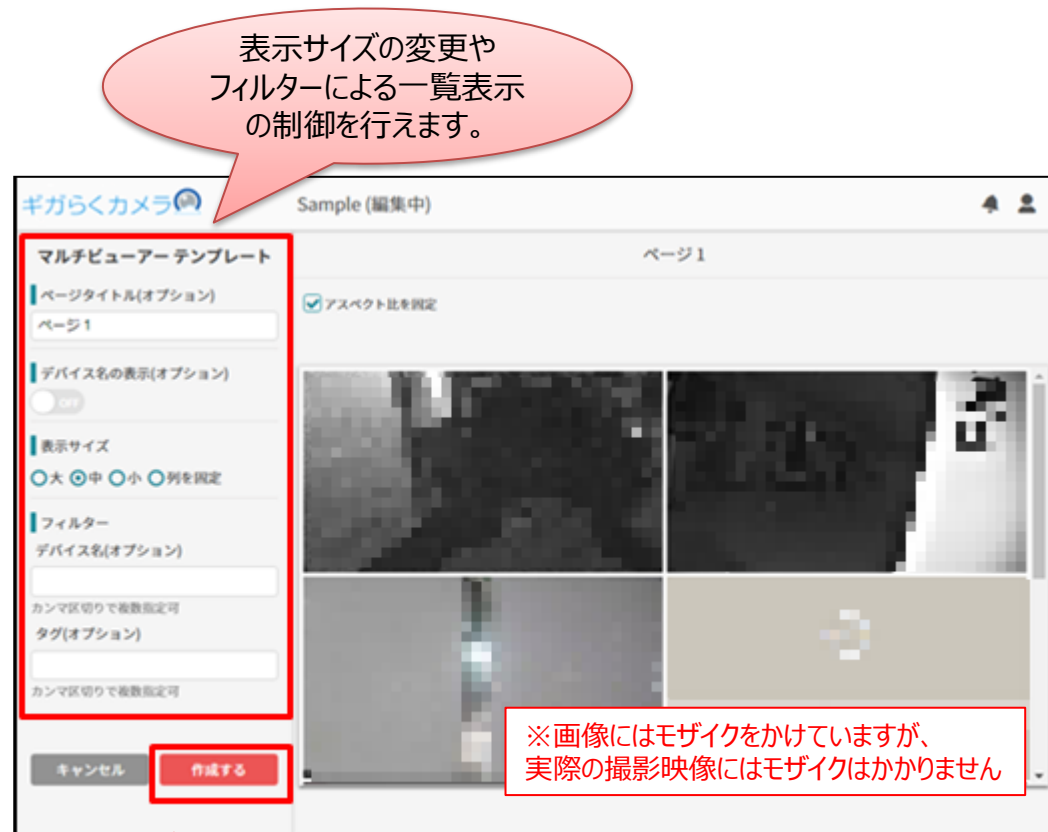 表示サイズの変更や
フィルターによる一覧表示
の制御を行えます。
ギガらくカメラ
Sample (編集中)
マルチビューアー テンプレート
ページ 1
ページタイトル(オプション)
ページ 1
アスペクト比を固定
デバイス名の表示(オプション)
OFF
表示サイズ
大 中 小 列を固定
フィルター
デバイス名(オプション)
カンマ区切りで複数指定可
タグ(オプション)
カンマ区切りで複数指定可
※画像にはモザイクをかけていますが、
実際の撮影映像にはモザイクはかかりません
キャンセル
作成する